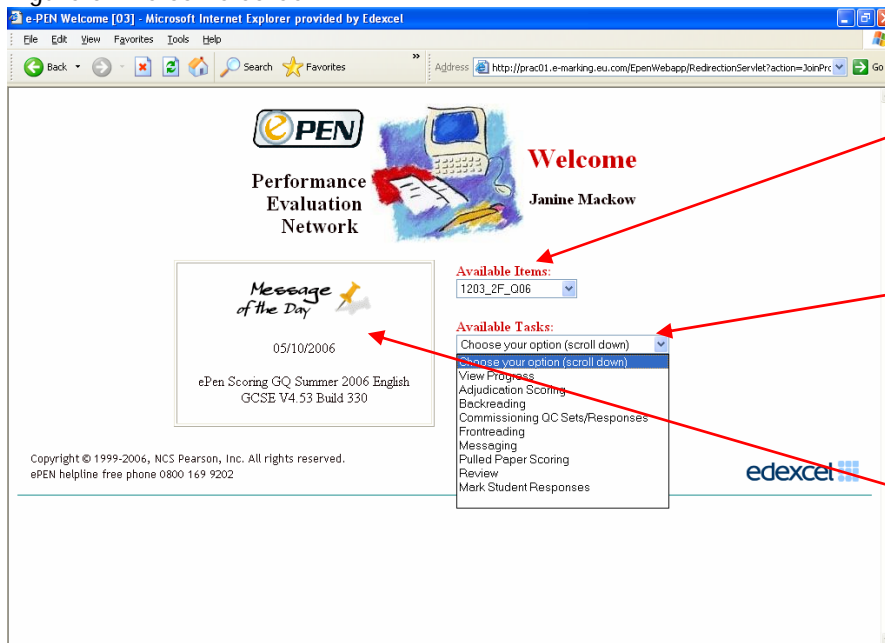 e-PEN Welcome [03] - Microsoft Internet Explorer provided by Edexcel
File Edit View Favorites Tools Help
Back Search Favorites » Address http://prac01.e-marking.eu.com/EpenWebapp/RedirectionServlet?action=JoinPrc Go
ePEN
Performance
Evaluation
Network
Welcome
Janine Mackow
Message
of the Day
05/10/2006
ePen Scoring GQ Summer 2006 English
GCSE V4.53 Build 330
Available Items:
1203_2F_Q06
Available Tasks:
Choose your option (scroll down)
Choose your option (scroll down)
View Progress
Adjudication Scoring
Backreading
Commissioning QC Sets/Responses
Frontreading
Messaging
Pulled Paper Scoring
Review
Mark Student Responses
Copyright © 1999-2006, NCS Pearson, Inc. All rights reserved.
ePEN helpline free phone 0800 169 9202
edexcel